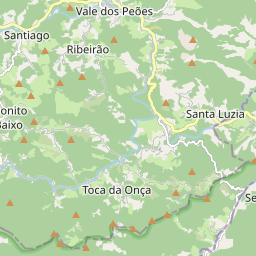 Vale dos Peões
Santiago
Ribeirão
onito
Baixo
Santa Luzia
Toca da Onça
Se